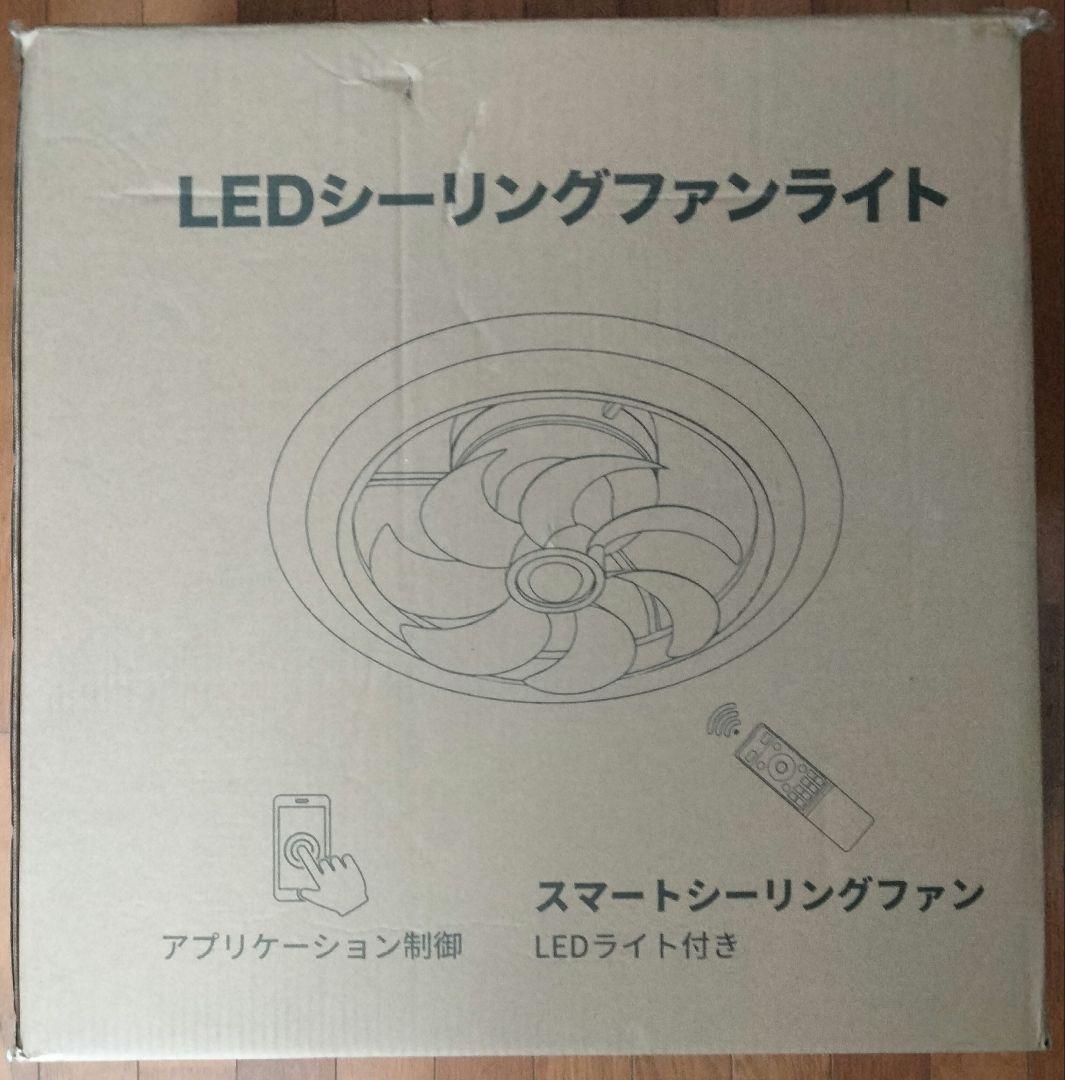 LEDシーリングファンライト
アプリケーション制御
スマートシーリングファン
LEDライト付き